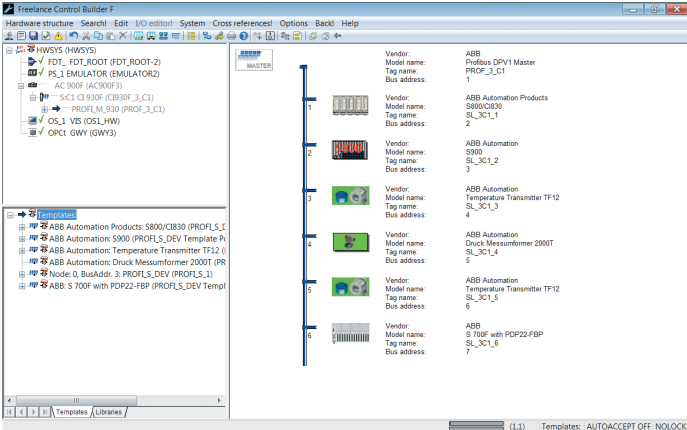 Freelance Control Builder F
Hardware structure Search! Edit I/O editor! System Cross references! Options Back! Help
HWSYS (HWSYS)
FDT_ FDT_ROOT (FDT_ROOT-2)
PS_1 EMULATOR (EMULATOR2)
AC 900F (AC900F3)
S:C1 CI 930F (CI930F_3_C1)
PROFI_M_930 (PROF_3_C1)
OS_1 VIS (OS1_HW)
OPCt GWY (GWY3)
Templates:
ABB Automation Products: S800/CI830 (PROFI_S_D
ABB Automation: S900 (PROFI_S_DEV Template Po
ABB Automation: Temperature Transmitter TF12 (I
ABB Automation: Druck Messumformer 2000T (PR
Node: 0, BusAddr. 3: PROFI_S_DEV (PROFI_S_1)
ABB: S 700F with PDP22-FBP (PROFI_S_DEV Templ
Templates Libraries
MASTER
Vendor: ABB
Model name: Profibus DPV1 Master
Tag name: PROF_3_C1
Bus address: 1
1
Vendor: ABB Automation Products
Model name: S800/CI830
Tag name: SL_3C1_1
Bus address: 2
2
Vendor: ABB Automation
Model name: S900
Tag name: SL_3C1_2
Bus address: 3
3
Vendor: ABB Automation
Model name: Temperature Transmitter TF12
Tag name: SL_3C1_3
Bus address: 4
4
Vendor: ABB Automation
Model name: Druck Messumformer 2000T
Tag name: SL_3C1_4
Bus address: 5
5
Vendor: ABB Automation
Model name: Temperature Transmitter TF12
Tag name: SL_3C1_5
Bus address: 6
6
Vendor: ABB
Model name: S 700F with PDP22-FBP
Tag name: SL_3C1_6
Bus address: 7
(1,1) Templates: AUTOACCEPT OFF NOLOCK